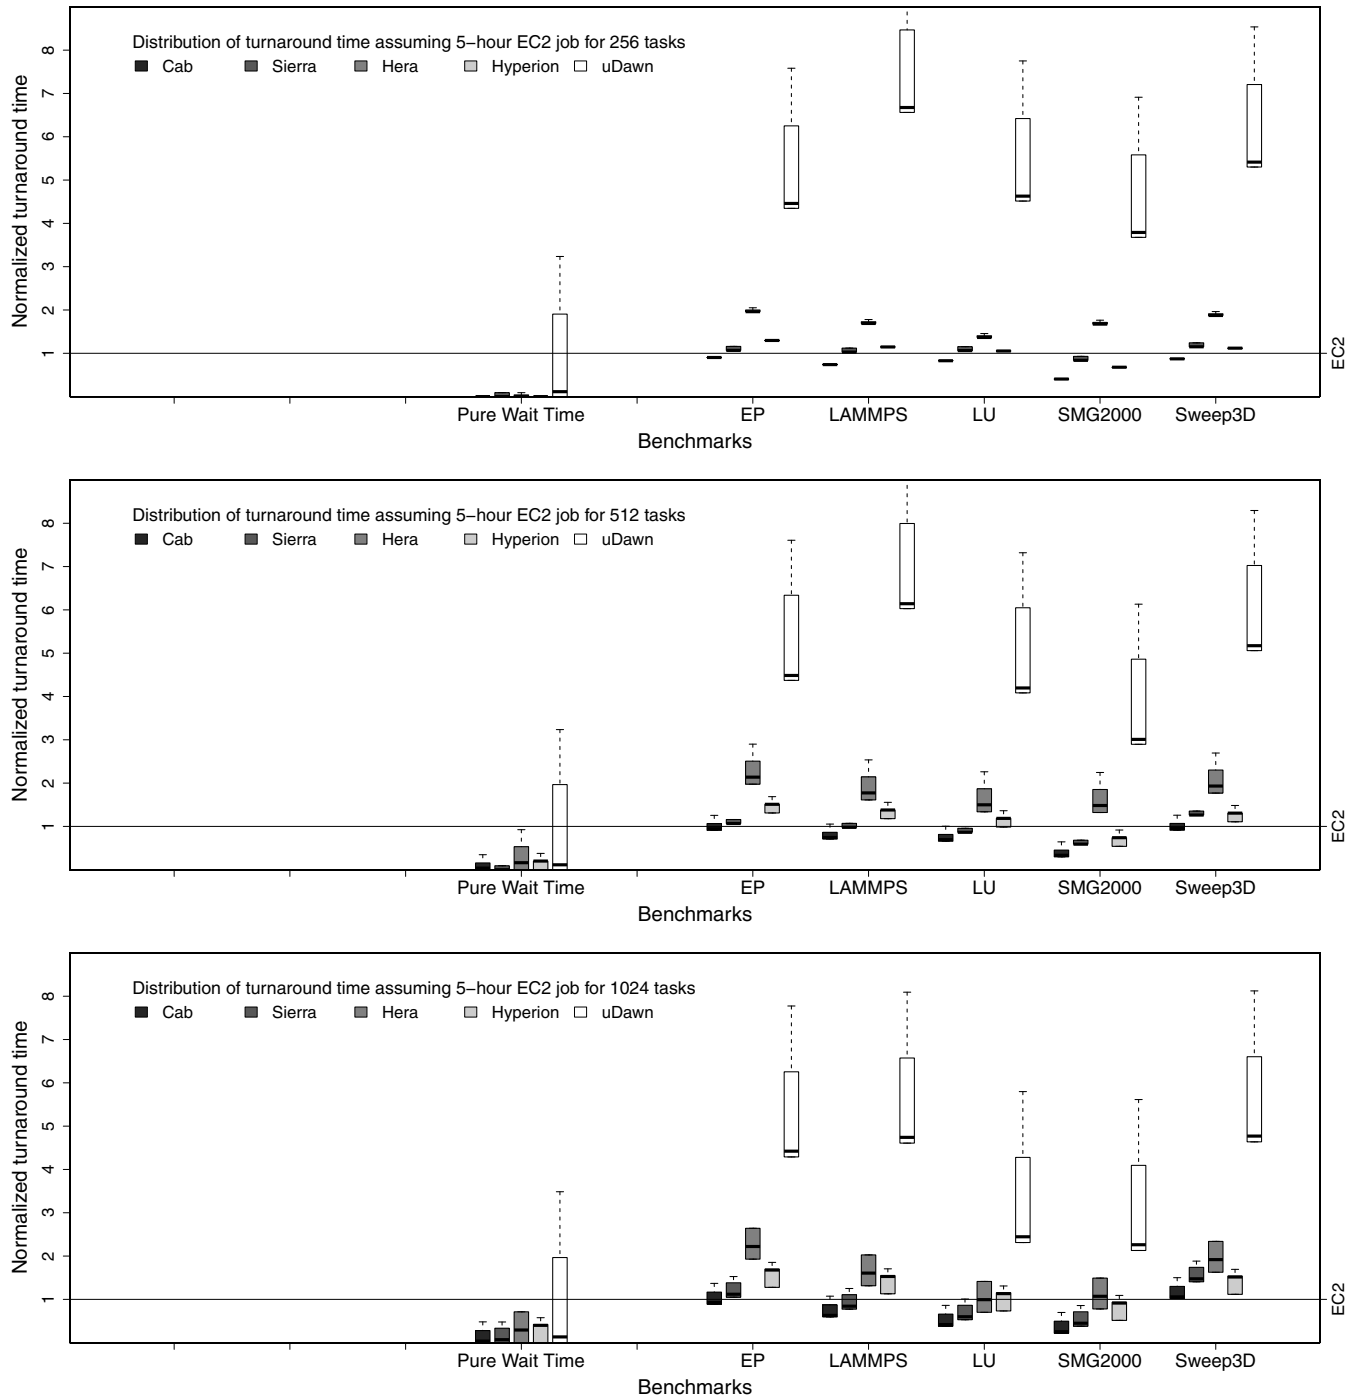 Distribution of turnaround time assuming 5−hour EC2 job for 256 tasks
Cab Sierra Hera Hyperion uDawn
Normalized turnaround time
8
7
6
5
4
3
2
1
EC2
Pure Wait Time EP LAMMPS LU SMG2000 Sweep3D
Benchmarks
Distribution of turnaround time assuming 5−hour EC2 job for 512 tasks
Cab Sierra Hera Hyperion uDawn
Normalized turnaround time
8
7
6
5
4
3
2
1
EC2
Pure Wait Time EP LAMMPS LU SMG2000 Sweep3D
Benchmarks
Distribution of turnaround time assuming 5−hour EC2 job for 1024 tasks
Cab Sierra Hera Hyperion uDawn
Normalized turnaround time
8
7
6
5
4
3
2
1
EC2
Pure Wait Time EP LAMMPS LU SMG2000 Sweep3D
Benchmarks